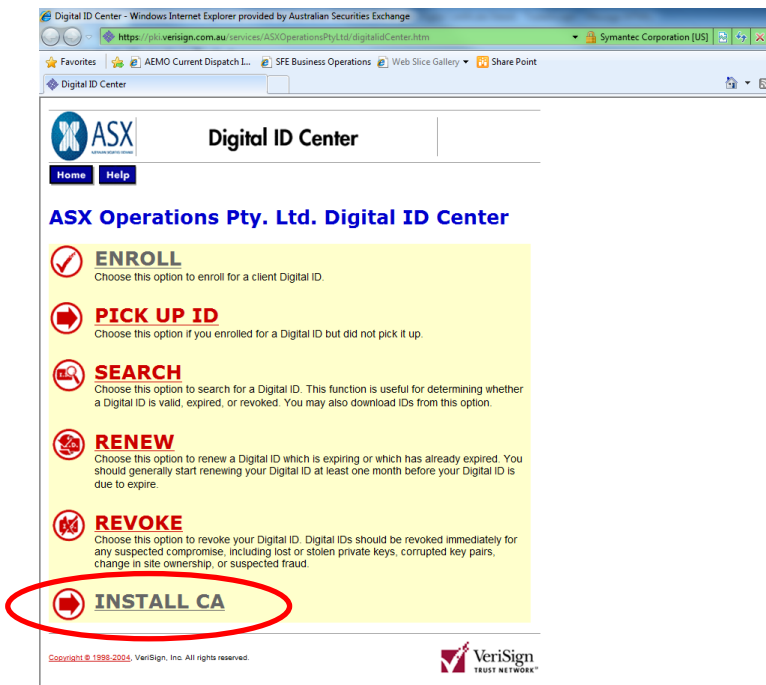 Digital ID Center - Windows Internet Explorer provided by Australian Securities Exchange
https://pki.verisign.com.au/services/ASXOperationsPtyLtd/digitalidCenter.htm Symantec Corporation [US]
Favorites AEMO Current Dispatch I... SFE Business Operations Web Slice Gallery Share Point
Digital ID Center
ASX Digital ID Center
Home Help
ASX Operations Pty. Ltd. Digital ID Center
ENROLL
Choose this option to enroll for a client Digital ID.
PICK UP ID
Choose this option if you enrolled for a Digital ID but did not pick it up.
SEARCH
Choose this option to search for a Digital ID. This function is useful for determining whether
a Digital ID is valid, expired, or revoked. You may also download IDs from this option.
RENEW
Choose this option to renew a Digital ID which is expiring or which has already expired. You
should generally start renewing your Digital ID at least one month before your Digital ID is
due to expire.
REVOKE
Choose this option to revoke your Digital ID. Digital IDs should be revoked immediately for
any suspected compromise, including lost or stolen private keys, corrupted key pairs,
change in site ownership, or suspected fraud.
INSTALL CA
Copyright © 1998-2004, VeriSign, Inc. All rights reserved.
VeriSign
TRUST NETWORK™